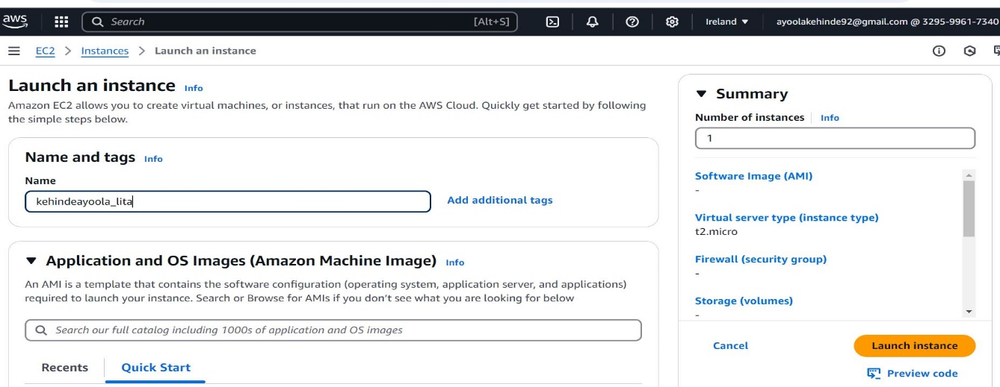 aws
Search
[Alt+S]
Ireland
ayoolakehinde92@gmail.com @ 3295-9961-7340
EC2 > Instances > Launch an instance
Launch an instance Info
Amazon EC2 allows you to create virtual machines, or instances, that run on the AWS Cloud. Quickly get started by following
the simple steps below.
Name and tags Info
Name
kehindeayoola_lita
Add additional tags
Application and OS Images (Amazon Machine Image) Info
An AMI is a template that contains the software configuration (operating system, application server, and applications)
required to launch your instance. Search or Browse for AMIs if you don't see what you are looking for below
Search our full catalog including 1000s of application and OS images
Recents
Quick Start
Summary
Number of instances Info
1
Software Image (AMI)
-
Virtual server type (instance type)
t2.micro
Firewall (security group)
-
Storage (volumes)
-
Cancel
Launch instance
Preview code